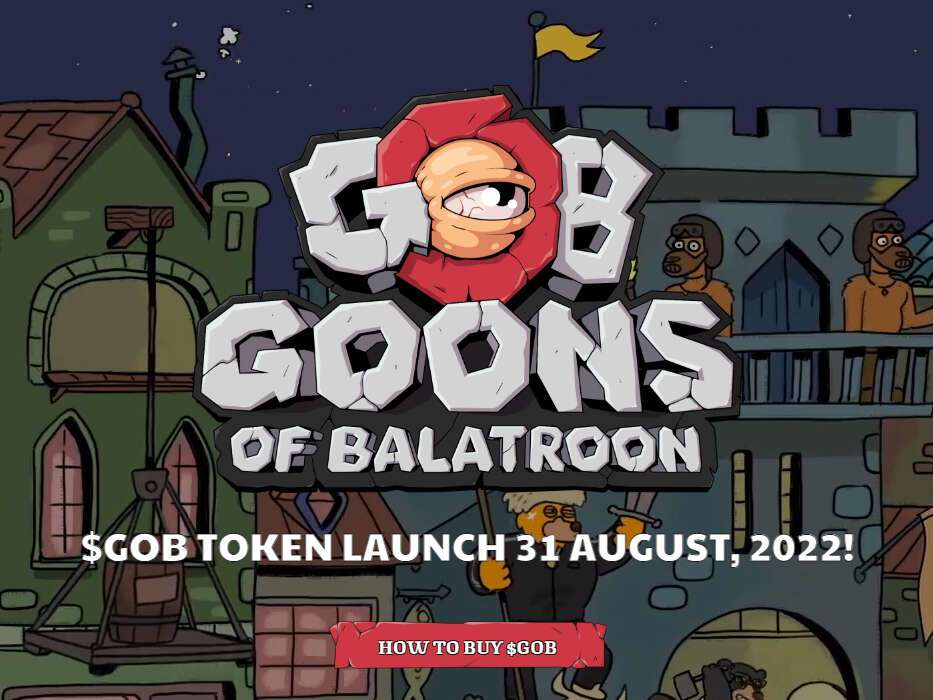 GOB
GOONS
OF BALATROON
$GOB TOKEN LAUNCH 31 AUGUST, 2022!
HOW TO BUY $GOB